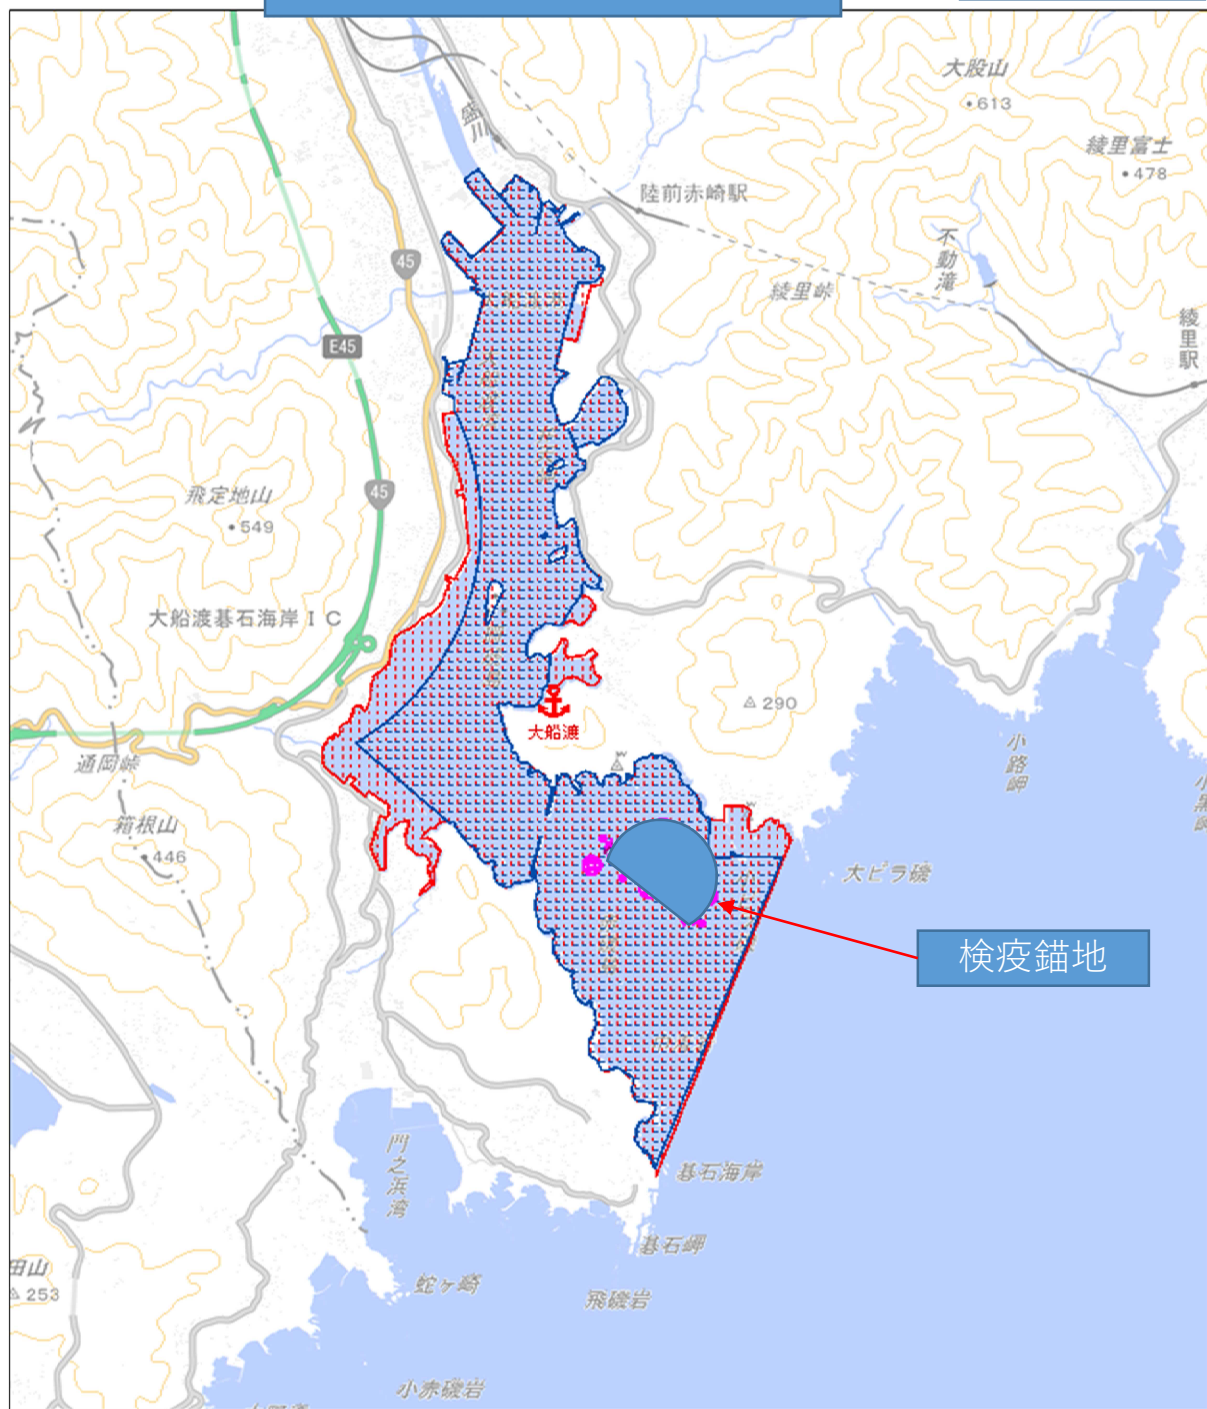 大股山
613
綾里富士
478
盛川
陸前赤崎駅
不動滝
45
綾里峠
綾里駅
E45
飛定地山
549
45
大船渡碁石海岸IC
290
大船渡
小路岬
通岡峠
箱根山
446
大ビラ磯
検疫錨地
門之浜湾
碁石海岸
碁石岬
田山
253
蛇ヶ崎
飛磯岩
小赤磯岩